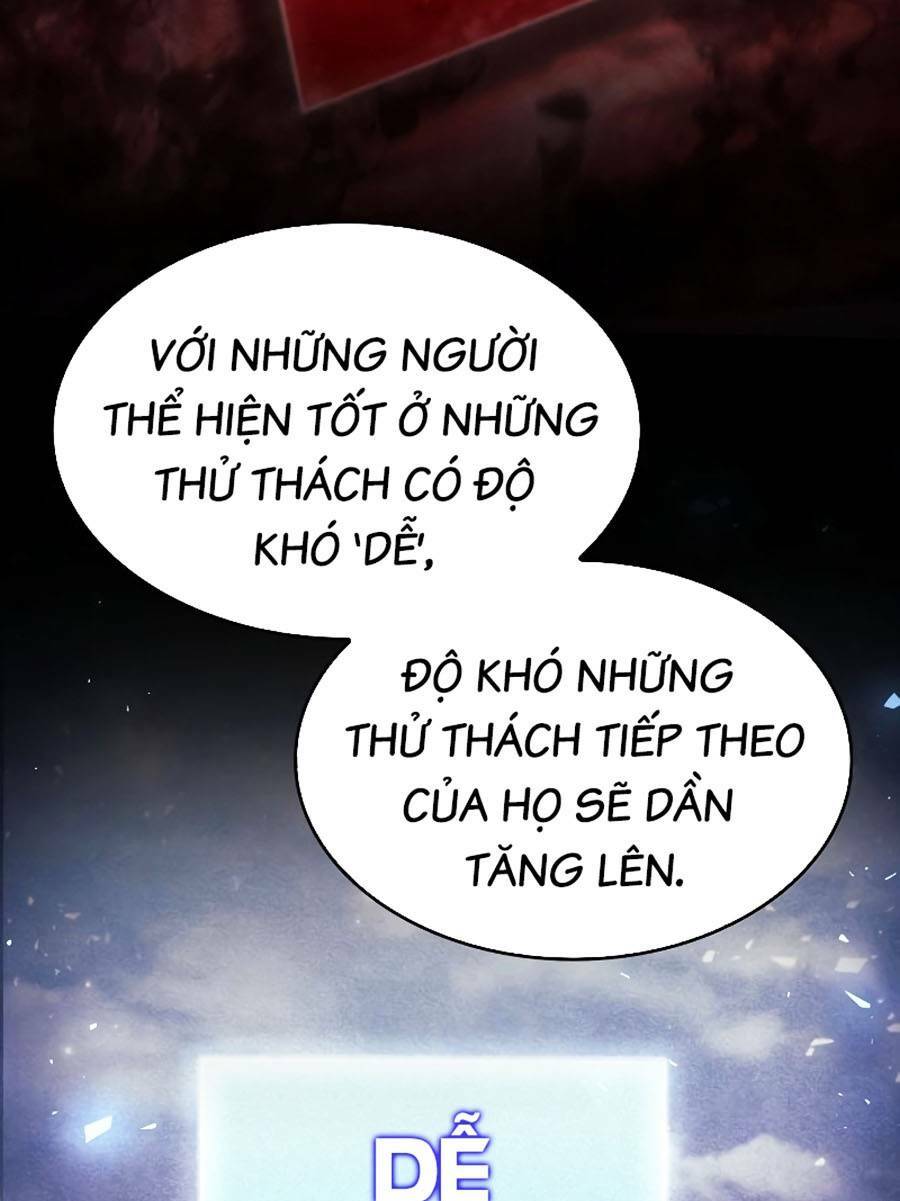 VỚI NHỮNG NGƯỜI
THỂ HIỆN TỐT Ở NHỮNG
THỬ THÁCH CÓ ĐỘ
KHÓ 'DỄ',
ĐỘ KHÓ NHỮNG
THỬ THÁCH TIẾP THEO
CỦA HỌ SẼ DẦN
TĂNG LÊN.
DỄ